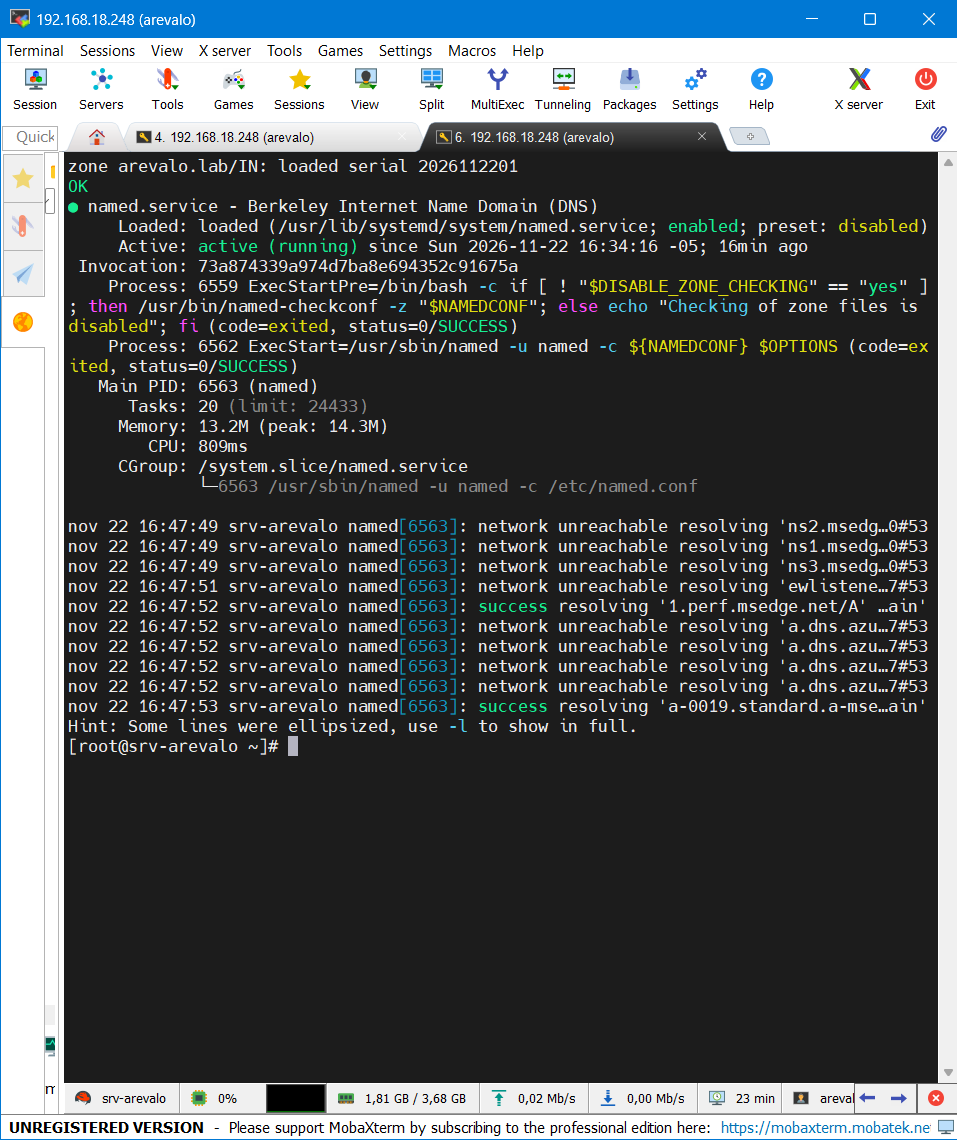 192.168.18.248 (arevalo)
Terminal Sessions View X server Tools Games Settings Macros Help
Session Servers Tools Games Sessions View Split MultiExec Tunneling Packages Settings Help X server Exit
Quick 4. 192.168.18.248 (arevalo) 6. 192.168.18.248 (arevalo)
zone arevalo.lab/IN: loaded serial 2026112201
OK
● named.service - Berkeley Internet Name Domain (DNS)
Loaded: loaded (/usr/lib/systemd/system/named.service; enabled; preset: disabled)
Active: active (running) since Sun 2026-11-22 16:34:16 -05; 16min ago
Invocation: 73a874339a974d7ba8e694352c91675a
Process: 6559 ExecStartPre=/bin/bash -c if [ ! "$DISABLE_ZONE_CHECKING" == "yes" ]
; then /usr/bin/named-checkconf -z "$NAMEDCONF"; else echo "Checking of zone files is
disabled"; fi (code=exited, status=0/SUCCESS)
Process: 6562 ExecStart=/usr/sbin/named -u named -c ${NAMEDCONF} $OPTIONS (code=ex
ited, status=0/SUCCESS)
Main PID: 6563 (named)
Tasks: 20 (limit: 24433)
Memory: 13.2M (peak: 14.3M)
CPU: 809ms
CGroup: /system.slice/named.service
└─6563 /usr/sbin/named -u named -c /etc/named.conf
nov 22 16:47:49 srv-arevalo named[6563]: network unreachable resolving 'ns2.msedg…0#53
nov 22 16:47:49 srv-arevalo named[6563]: network unreachable resolving 'ns1.msedg…0#53
nov 22 16:47:49 srv-arevalo named[6563]: network unreachable resolving 'ns3.msedg…0#53
nov 22 16:47:51 srv-arevalo named[6563]: network unreachable resolving 'ewlistene…7#53
nov 22 16:47:52 srv-arevalo named[6563]: success resolving '1.perf.msedge.net/A' …ain'
nov 22 16:47:52 srv-arevalo named[6563]: network unreachable resolving 'a.dns.azu…7#53
nov 22 16:47:52 srv-arevalo named[6563]: network unreachable resolving 'a.dns.azu…7#53
nov 22 16:47:52 srv-arevalo named[6563]: network unreachable resolving 'a.dns.azu…7#53
nov 22 16:47:52 srv-arevalo named[6563]: network unreachable resolving 'a.dns.azu…7#53
nov 22 16:47:53 srv-arevalo named[6563]: success resolving 'a-0019.standard.a-mse…ain'
Hint: Some lines were ellipsized, use -l to show in full.
[root@srv-arevalo ~]#
srv-arevalo 0% 1,81 GB / 3,68 GB 0,02 Mb/s 0,00 Mb/s 23 min areval
UNREGISTERED VERSION - Please support MobaXterm by subscribing to the professional edition here: https://mobaxterm.mobatek.ne